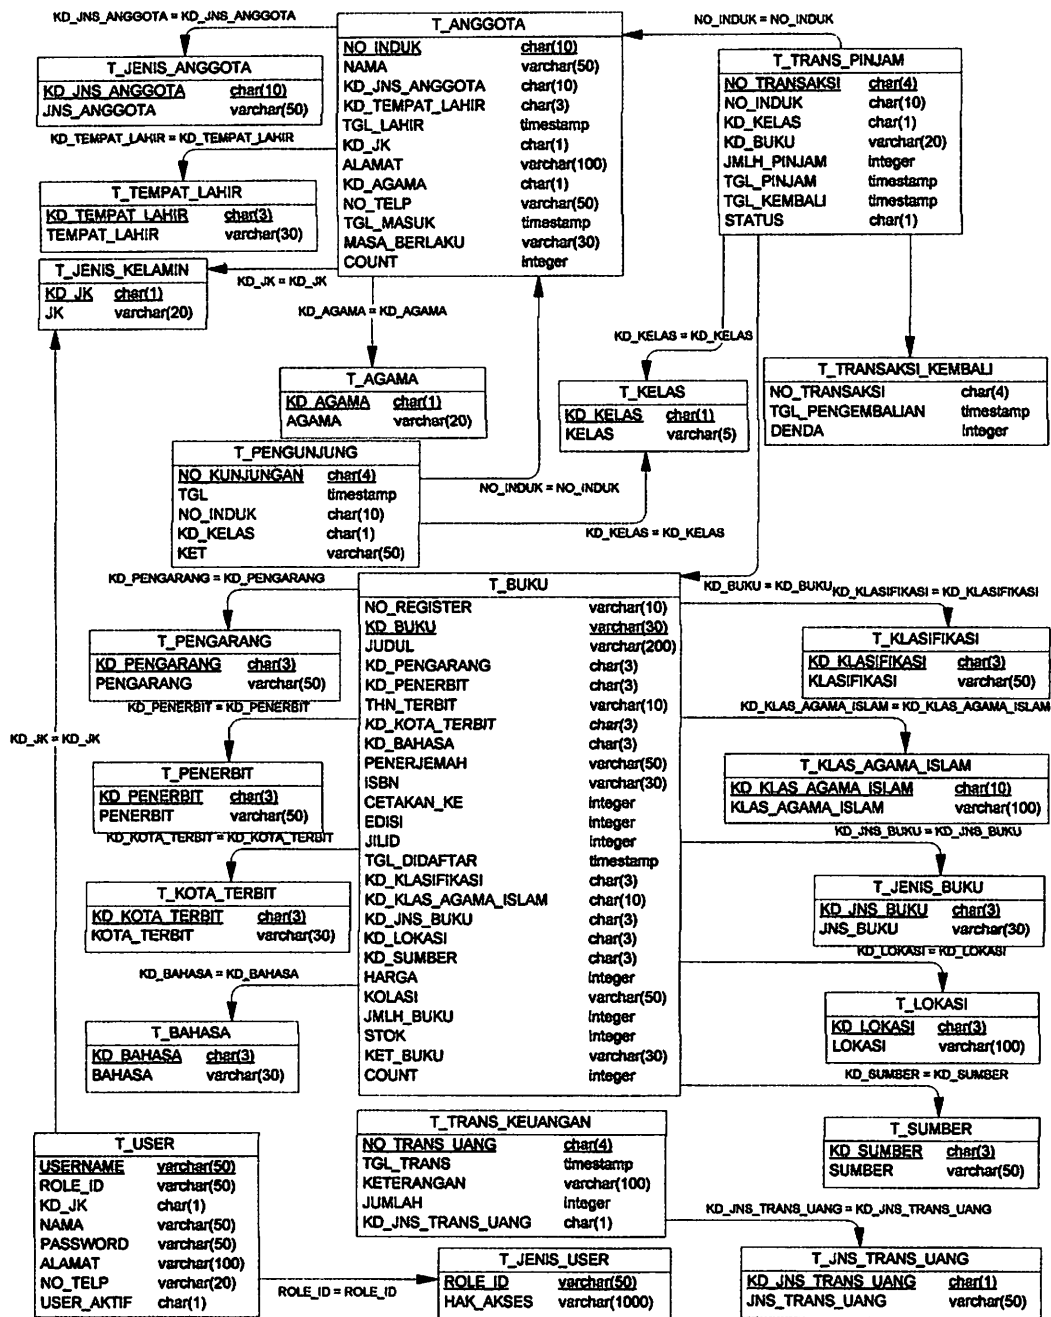 KD_JNS_ANGGOTA = KD_JNS_ANGGOTA
T_ANGGOTA
NO_INDUK char(10)
NAMA varchar(50)
KD_JNS_ANGGOTA char(10)
KD_TEMPAT_LAHIR char(3)
TGL_LAHIR timestamp
KD_JK char(1)
ALAMAT varchar(100)
KD_AGAMA char(1)
NO_TELP varchar(50)
TGL_MASUK timestamp
MASA_BERLAKU varchar(30)
COUNT integer
NO_INDUK = NO_INDUK
T_TRANS_PINJAM
NO_TRANSAKSI char(4)
NO_INDUK char(10)
KD_KELAS char(1)
KD_BUKU varchar(20)
JMLH_PINJAM integer
TGL_PINJAM timestamp
TGL_KEMBALI timestamp
STATUS char(1)
T_JENIS_ANGGOTA
KD_JNS_ANGGOTA char(10)
JNS_ANGGOTA varchar(50)
KD_TEMPAT_LAHIR = KD_TEMPAT_LAHIR
T_TEMPAT_LAHIR
KD_TEMPAT_LAHIR char(3)
TEMPAT_LAHIR varchar(30)
T_JENIS_KELAMIN
KD_JK char(1)
JK varchar(20)
KD_JK = KD_JK
KD_AGAMA = KD_AGAMA
KD_KELAS = KD_KELAS
T_AGAMA
KD_AGAMA char(1)
AGAMA varchar(20)
T_KELAS
KD_KELAS char(1)
KELAS varchar(5)
T_TRANSAKSI_KEMBALI
NO_TRANSAKSI char(4)
TGL_PENGEMBALIAN timestamp
DENDA integer
T_PENGUNJUNG
NO_KUNJUNGAN char(4)
TGL timestamp
NO_INDUK char(10)
KD_KELAS char(1)
KET varchar(50)
NO_INDUK = NO_INDUK
KD_KELAS = KD_KELAS
KD_PENGARANG = KD_PENGARANG
T_BUKU
NO_REGISTER varchar(10)
KD_BUKU varchar(30)
JUDUL varchar(200)
KD_PENGARANG char(3)
KD_PENERBIT char(3)
THN_TERBIT varchar(10)
KD_KOTA_TERBIT char(3)
KD_BAHASA char(3)
PENERJEMAH varchar(50)
ISBN varchar(30)
CETAKAN_KE integer
EDISI integer
JILID integer
TGL_DIDAFTAR timestamp
KD_KLASIFIKASI char(3)
KD_KLAS_AGAMA_ISLAM char(10)
KD_JNS_BUKU char(3)
KD_LOKASI char(3)
KD_SUMBER char(3)
HARGA integer
KOLASI varchar(50)
JMLH_BUKU integer
STOK integer
KET_BUKU varchar(30)
COUNT integer
KD_BUKU = KD_BUKU
KD_KLASIFIKASI = KD_KLASIFIKASI
T_PENGARANG
KD_PENGARANG char(3)
PENGARANG varchar(50)
KD_PENERBIT = KD_PENERBIT
T_KLASIFIKASI
KD_KLASIFIKASI char(3)
KLASIFIKASI varchar(50)
KD_KLAS_AGAMA_ISLAM = KD_KLAS_AGAMA_ISLAM
KD_JK = KD_JK
T_PENERBIT
KD_PENERBIT char(3)
PENERBIT varchar(50)
KD_KOTA_TERBIT = KD_KOTA_TERBIT
T_KLAS_AGAMA_ISLAM
KD_KLAS_AGAMA_ISLAM char(10)
KLAS_AGAMA_ISLAM varchar(100)
KD_JNS_BUKU = KD_JNS_BUKU
T_KOTA_TERBIT
KD_KOTA_TERBIT char(3)
KOTA_TERBIT varchar(30)
T_JENIS_BUKU
KD_JNS_BUKU char(3)
JNS_BUKU varchar(30)
KD_LOKASI = KD_LOKASI
KD_BAHASA = KD_BAHASA
T_BAHASA
KD_BAHASA char(3)
BAHASA varchar(30)
T_LOKASI
KD_LOKASI char(3)
LOKASI varchar(100)
KD_SUMBER = KD_SUMBER
T_SUMBER
KD_SUMBER char(3)
SUMBER varchar(50)
T_USER
USERNAME varchar(50)
ROLE_ID varchar(50)
KD_JK char(1)
NAMA varchar(50)
PASSWORD varchar(50)
ALAMAT varchar(100)
NO_TELP varchar(20)
USER_AKTIF char(1)
T_TRANS_KEUANGAN
NO_TRANS_UANG char(4)
TGL_TRANS timestamp
KETERANGAN varchar(100)
JUMLAH integer
KD_JNS_TRANS_UANG char(1)
KD_JNS_TRANS_UANG = KD_JNS_TRANS_UANG
ROLE_ID = ROLE_ID
T_JENIS_USER
ROLE_ID varchar(50)
HAK_AKSES varchar(1000)
T_JNS_TRANS_UANG
KD_JNS_TRANS_UANG char(1)
JNS_TRANS_UANG varchar(50)